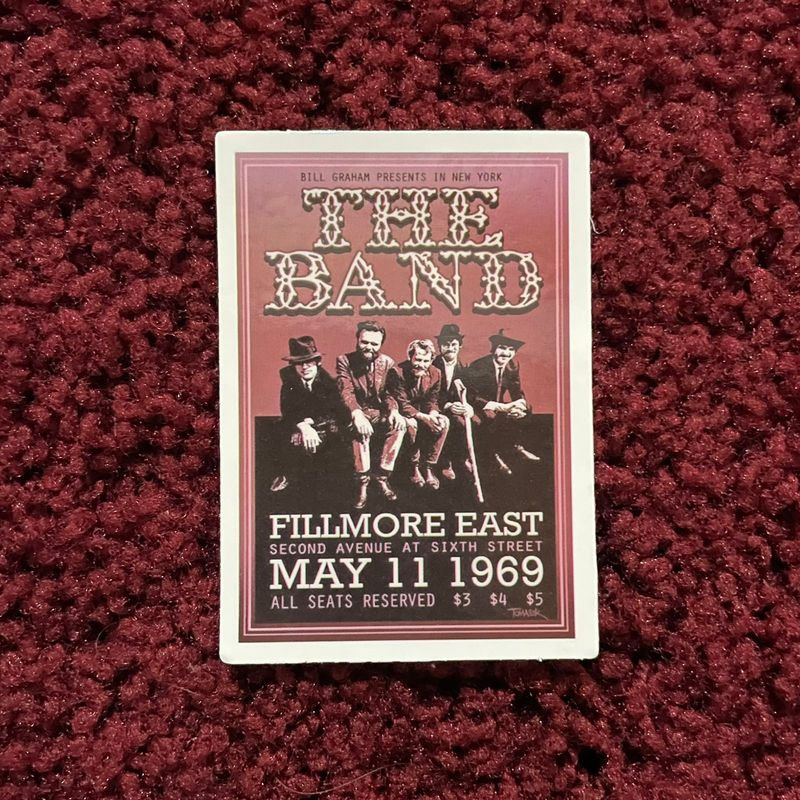 BILL GRAHAM PRESENTS IN NEW YORK
THE
BAND
FILLMORE EAST
SECOND AVENUE AT SIXTH STREET
MAY 11 1969
ALL SEATS RESERVED $3 $4 $5